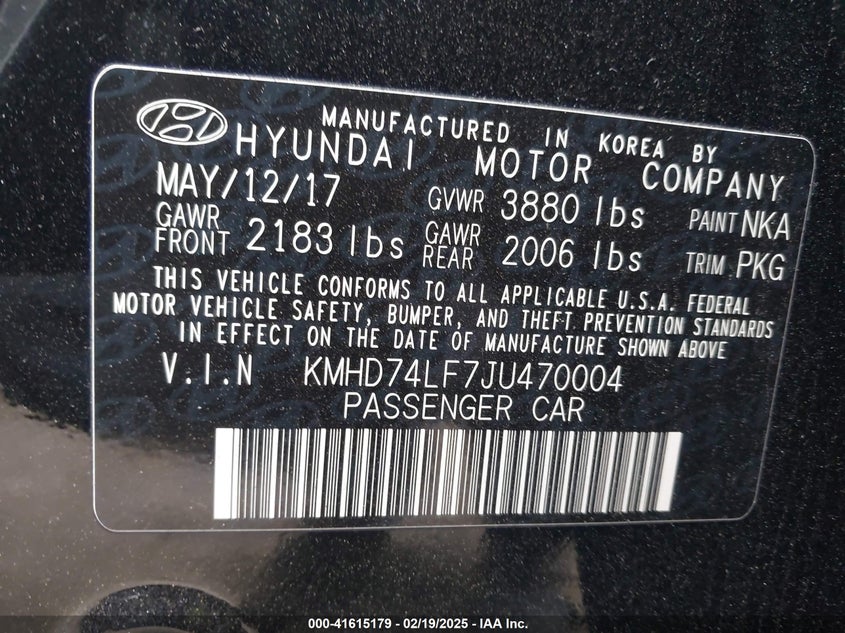 MANUFACTURED IN KOREA BY
HYUNDAI MOTOR COMPANY
MAY/12/17 GVWR 3880 lbs PAINT NKA
GAWR FRONT 2183 lbs GAWR REAR 2006 lbs TRIM PKG
THIS VEHICLE CONFORMS TO ALL APPLICABLE U.S.A. FEDERAL
MOTOR VEHICLE SAFETY, BUMPER, AND THEFT PREVENTION STANDARDS
IN EFFECT ON THE DATE OF MANUFACTURE SHOWN ABOVE
V.I.N KMHD74LF7JU470004
PASSENGER CAR
000-41615179 - 02/19/2025 - IAA Inc.